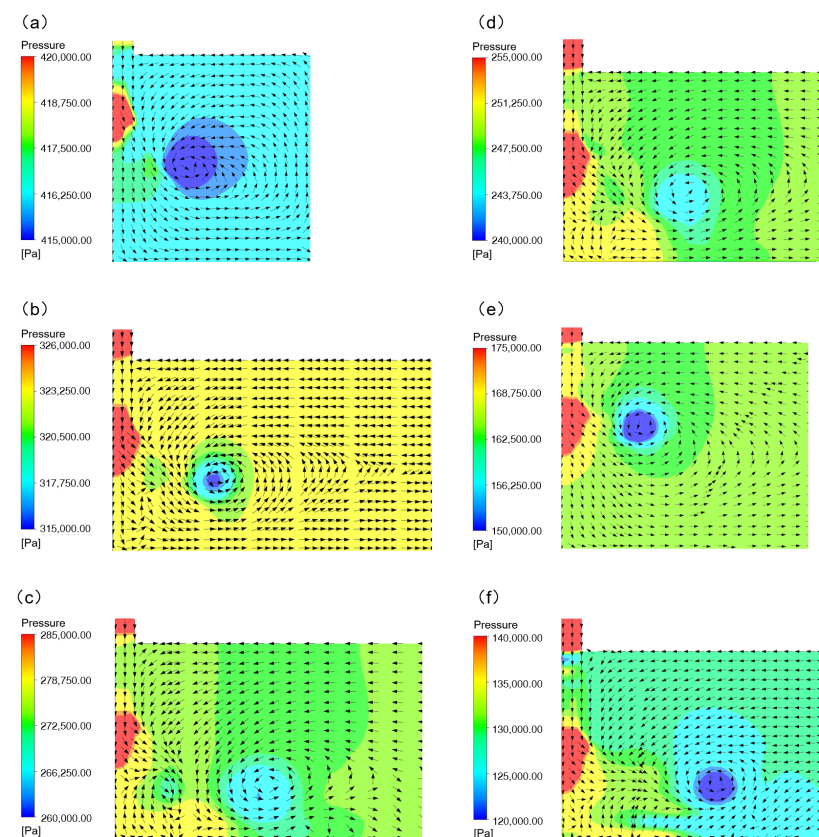 (a)
Pressure
420,000.00
418,750.00
417,500.00
416,250.00
415,000.00
[Pa]
(b)
Pressure
326,000.00
323,250.00
320,500.00
317,750.00
315,000.00
[Pa]
(c)
Pressure
285,000.00
278,750.00
272,500.00
266,250.00
260,000.00
[Pa]
(d)
Pressure
255,000.00
251,250.00
247,500.00
243,750.00
240,000.00
[Pa]
(e)
Pressure
175,000.00
168,750.00
162,500.00
156,250.00
150,000.00
[Pa]
(f)
Pressure
140,000.00
135,000.00
130,000.00
125,000.00
120,000.00
[Pa]